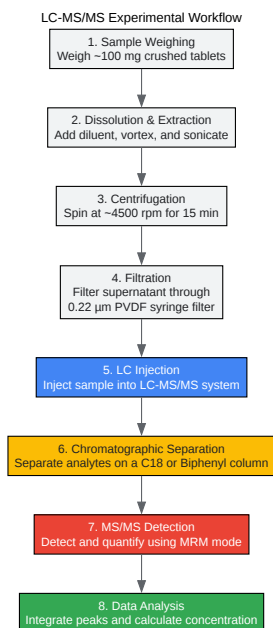 LC-MS/MS Experimental Workflow
1. Sample Weighing
Weigh ~100 mg crushed tablets
2. Dissolution & Extraction
Add diluent, vortex, and sonicate
3. Centrifugation
Spin at ~4500 rpm for 15 min
4. Filtration
Filter supernatant through
0.22 µm PVDF syringe filter
5. LC Injection
Inject sample into LC-MS/MS system
6. Chromatographic Separation
Separate analytes on a C18 or Biphenyl column
7. MS/MS Detection
Detect and quantify using MRM mode
8. Data Analysis
Integrate peaks and calculate concentration